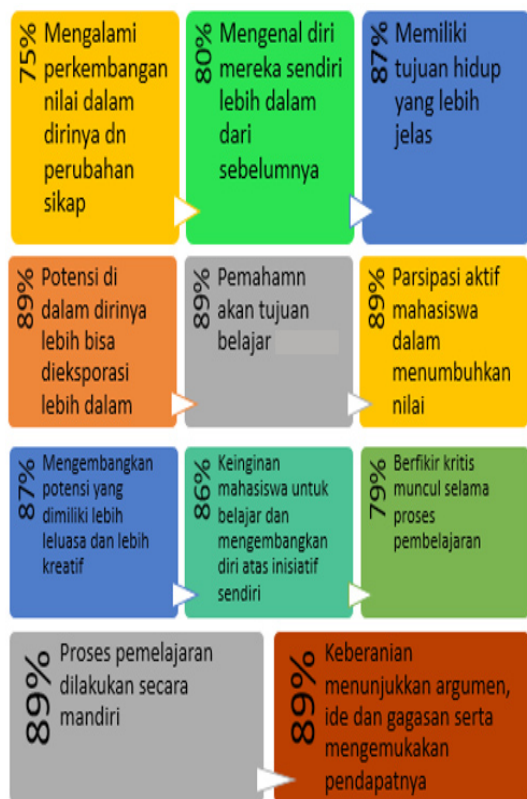 75%
Mengalami
perkembangan
nilai dalam
dirinya dn
perubahan
sikap
80%
Mengenal diri
mereka sendiri
lebih dalam
dari
sebelumnya
87%
Memiliki
tujuan hidup
yang lebih
jelas
89%
Potensi di
dalam dirinya
lebih bisa
dieksporasi
lebih dalam
89%
Pemahamn
akan tujuan
belajar
89%
Parsipasi aktif
mahasiswa
dalam
menumbuhkan
nilai
87%
Mengembangkan
potensi yang
dimiliki lebih
leluasa dan lebih
kreatif
86%
Keinginan
mahasiswa untuk
belajar dan
mengembangkan
diri atas inisiatif
sendiri
79%
Berfikir kritis
muncul selama
proses
pembelajaran
89%
Proses pemelajaran
dilakukan secara
mandiri
89%
Keberanian
menunjukkan argumen,
ide dan gagasan serta
mengemukakan
pendapatnya